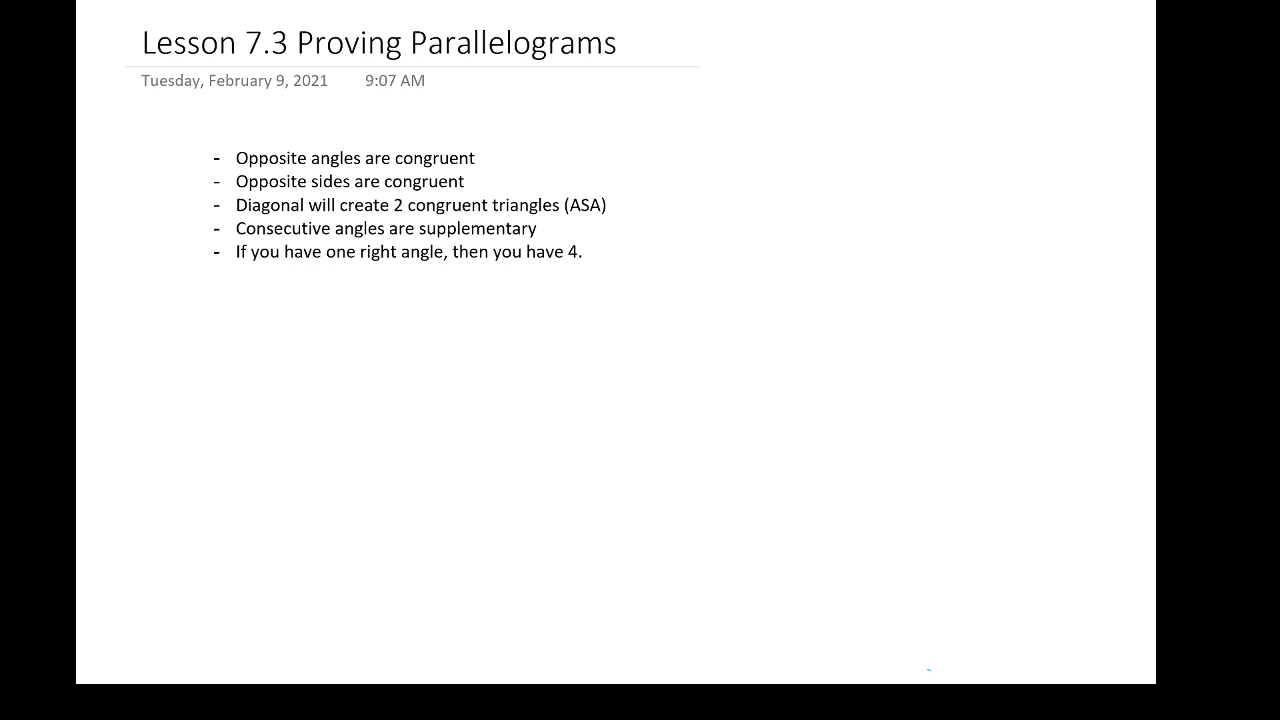 Lesson 7.3 Proving Parallelograms
Tuesday, February 9, 2021 9:07 AM
- Opposite angles are congruent
- Opposite sides are congruent
- Diagonal will create 2 congruent triangles (ASA)
- Consecutive angles are supplementary
- If you have one right angle, then you have 4.